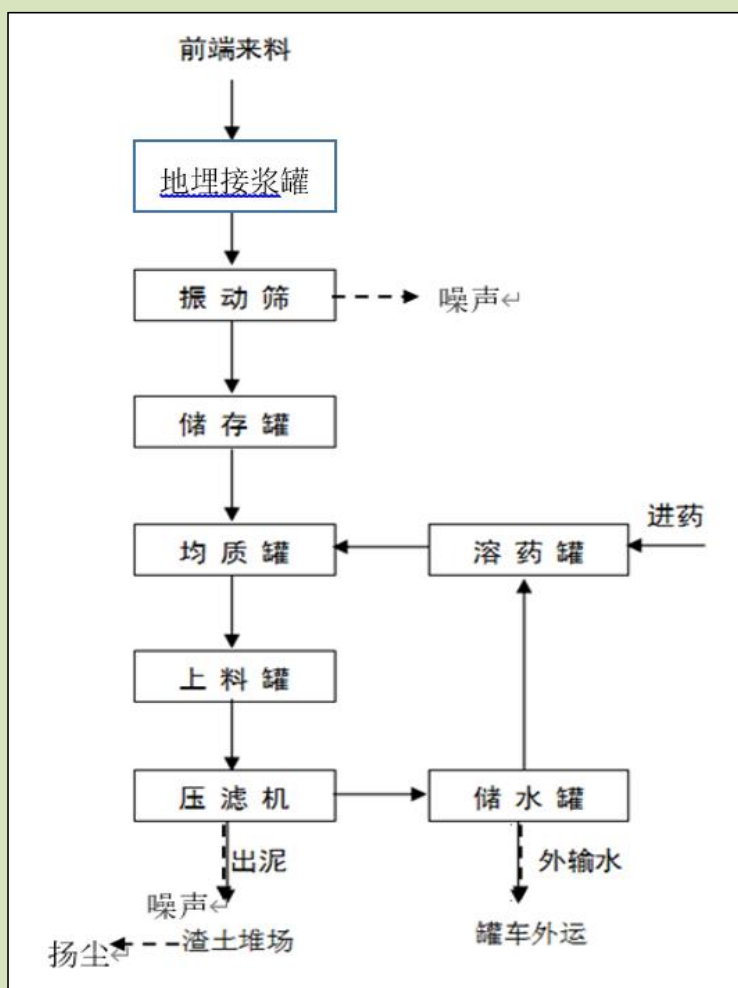 前端来料
地埋接浆罐
振动筛
噪声↵
储存罐
进药
均质罐
溶药罐
上料罐
压滤机
储水罐
出泥
外输水
噪声↵
扬尘↵
渣土堆场
罐车外运